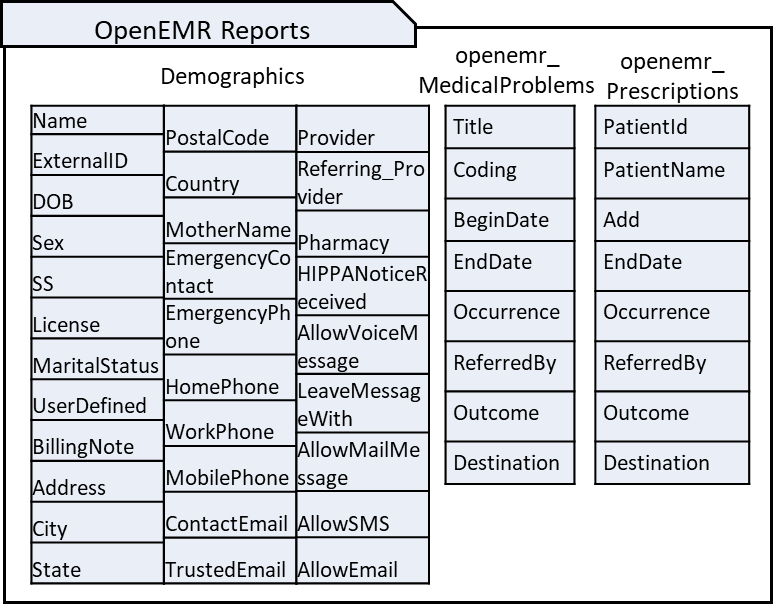 OpenEMR Reports
Demographics
Name
ExternalID
DOB
Sex
SS
License
MaritalStatus
UserDefined
BillingNote
Address
City
State
PostalCode
Country
MotherName
EmergencyCo
ntact
EmergencyPh
one
HomePhone
WorkPhone
MobilePhone
ContactEmail
TrustedEmail
Provider
Referring_Pro
vider
Pharmacy
HIPPANoticeR
eceived
AllowVoiceM
essage
LeaveMessag
eWith
AllowMailMe
ssage
AllowSMS
AllowEmail
openemr_
MedicalProblems
Title
Coding
BeginDate
EndDate
Occurrence
ReferredBy
Outcome
Destination
openemr_
Prescriptions
PatientId
PatientName
Add
EndDate
Occurrence
ReferredBy
Outcome
Destination